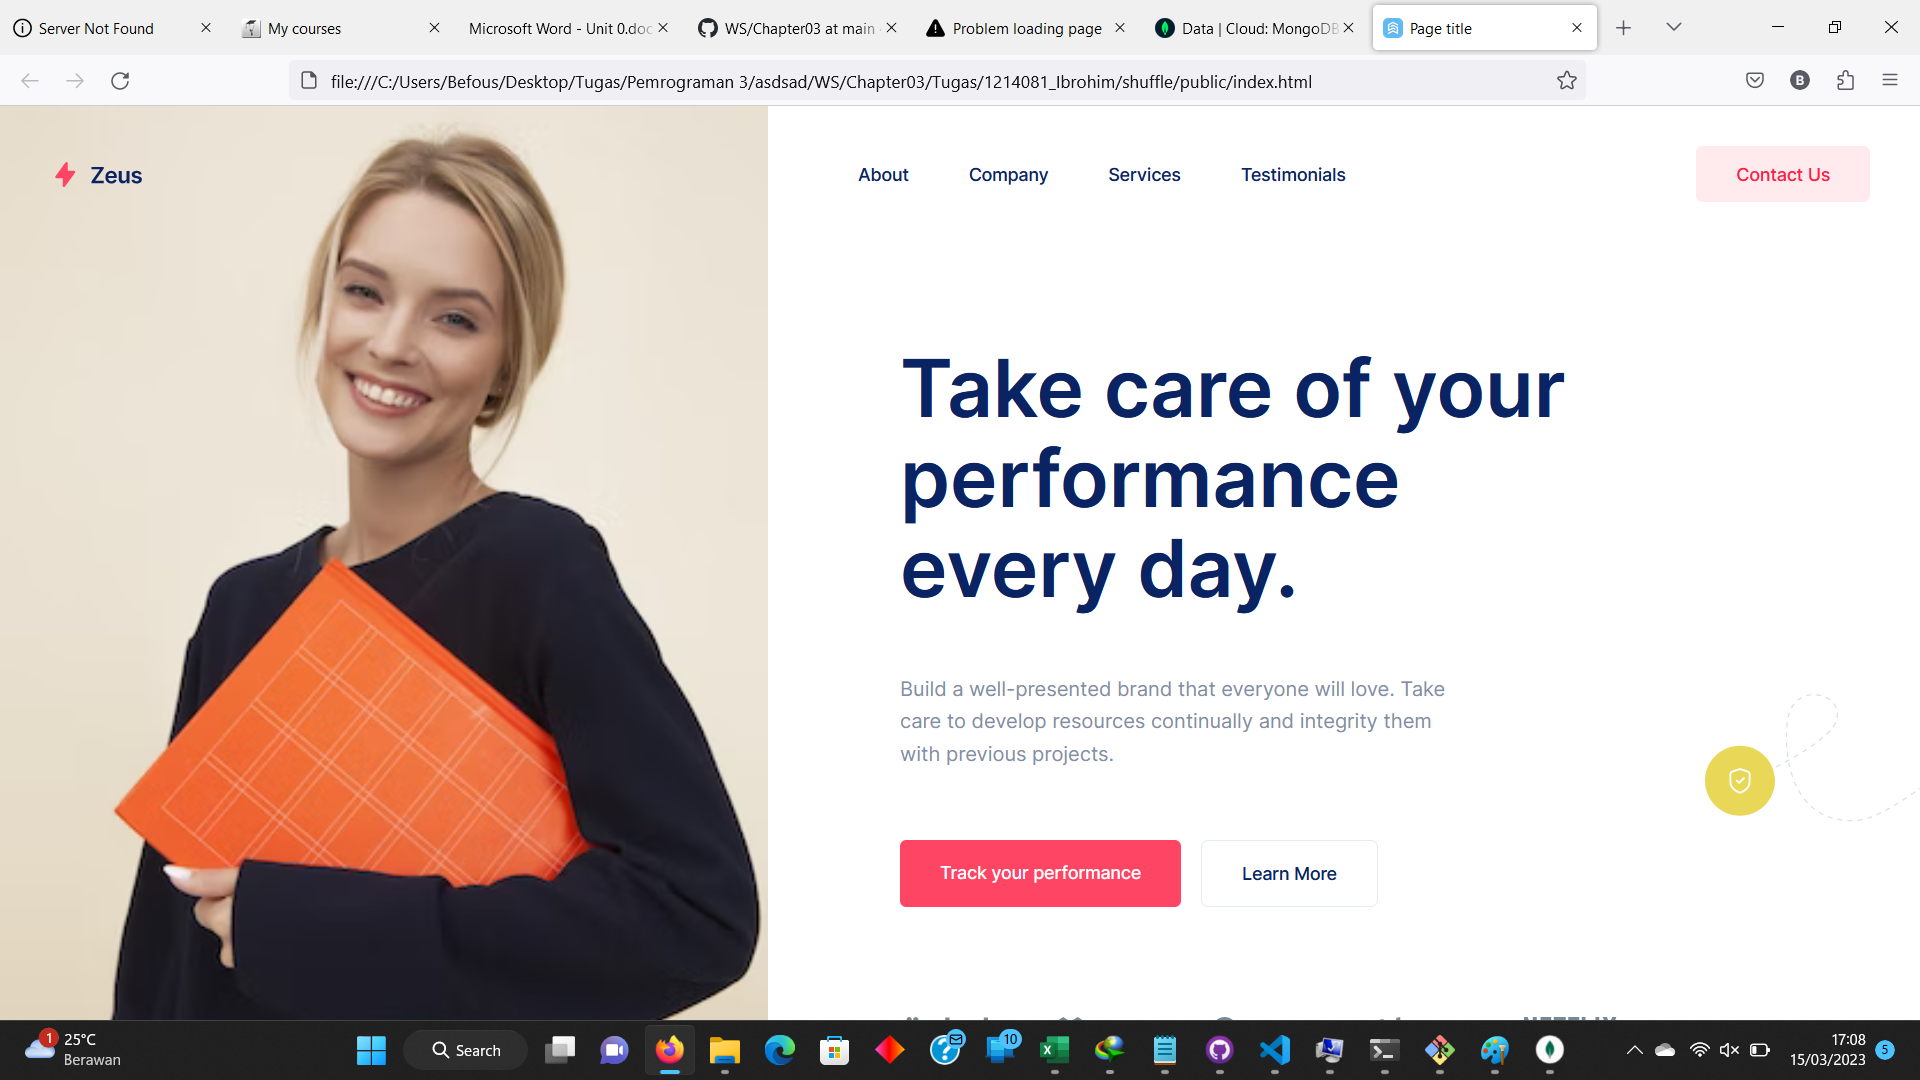 Server Not Found
My courses
Microsoft Word - Unit 0.doc
WS/Chapter03 at main
Problem loading page
Data | Cloud: MongoDB
Page title
file:///C:/Users/Befous/Desktop/Tugas/Pemrograman 3/asdsad/WS/Chapter03/Tugas/1214081_Ibrohim/shuffle/public/index.html
B
Zeus
About
Company
Services
Testimonials
Contact Us
Take care of your
performance
every day.
Build a well-presented brand that everyone will love. Take
care to develop resources continually and integrity them
with previous projects.
Track your performance
Learn More
NETFLIX
1
25°C
Berawan
Search
10
17:08
15/03/2023
5